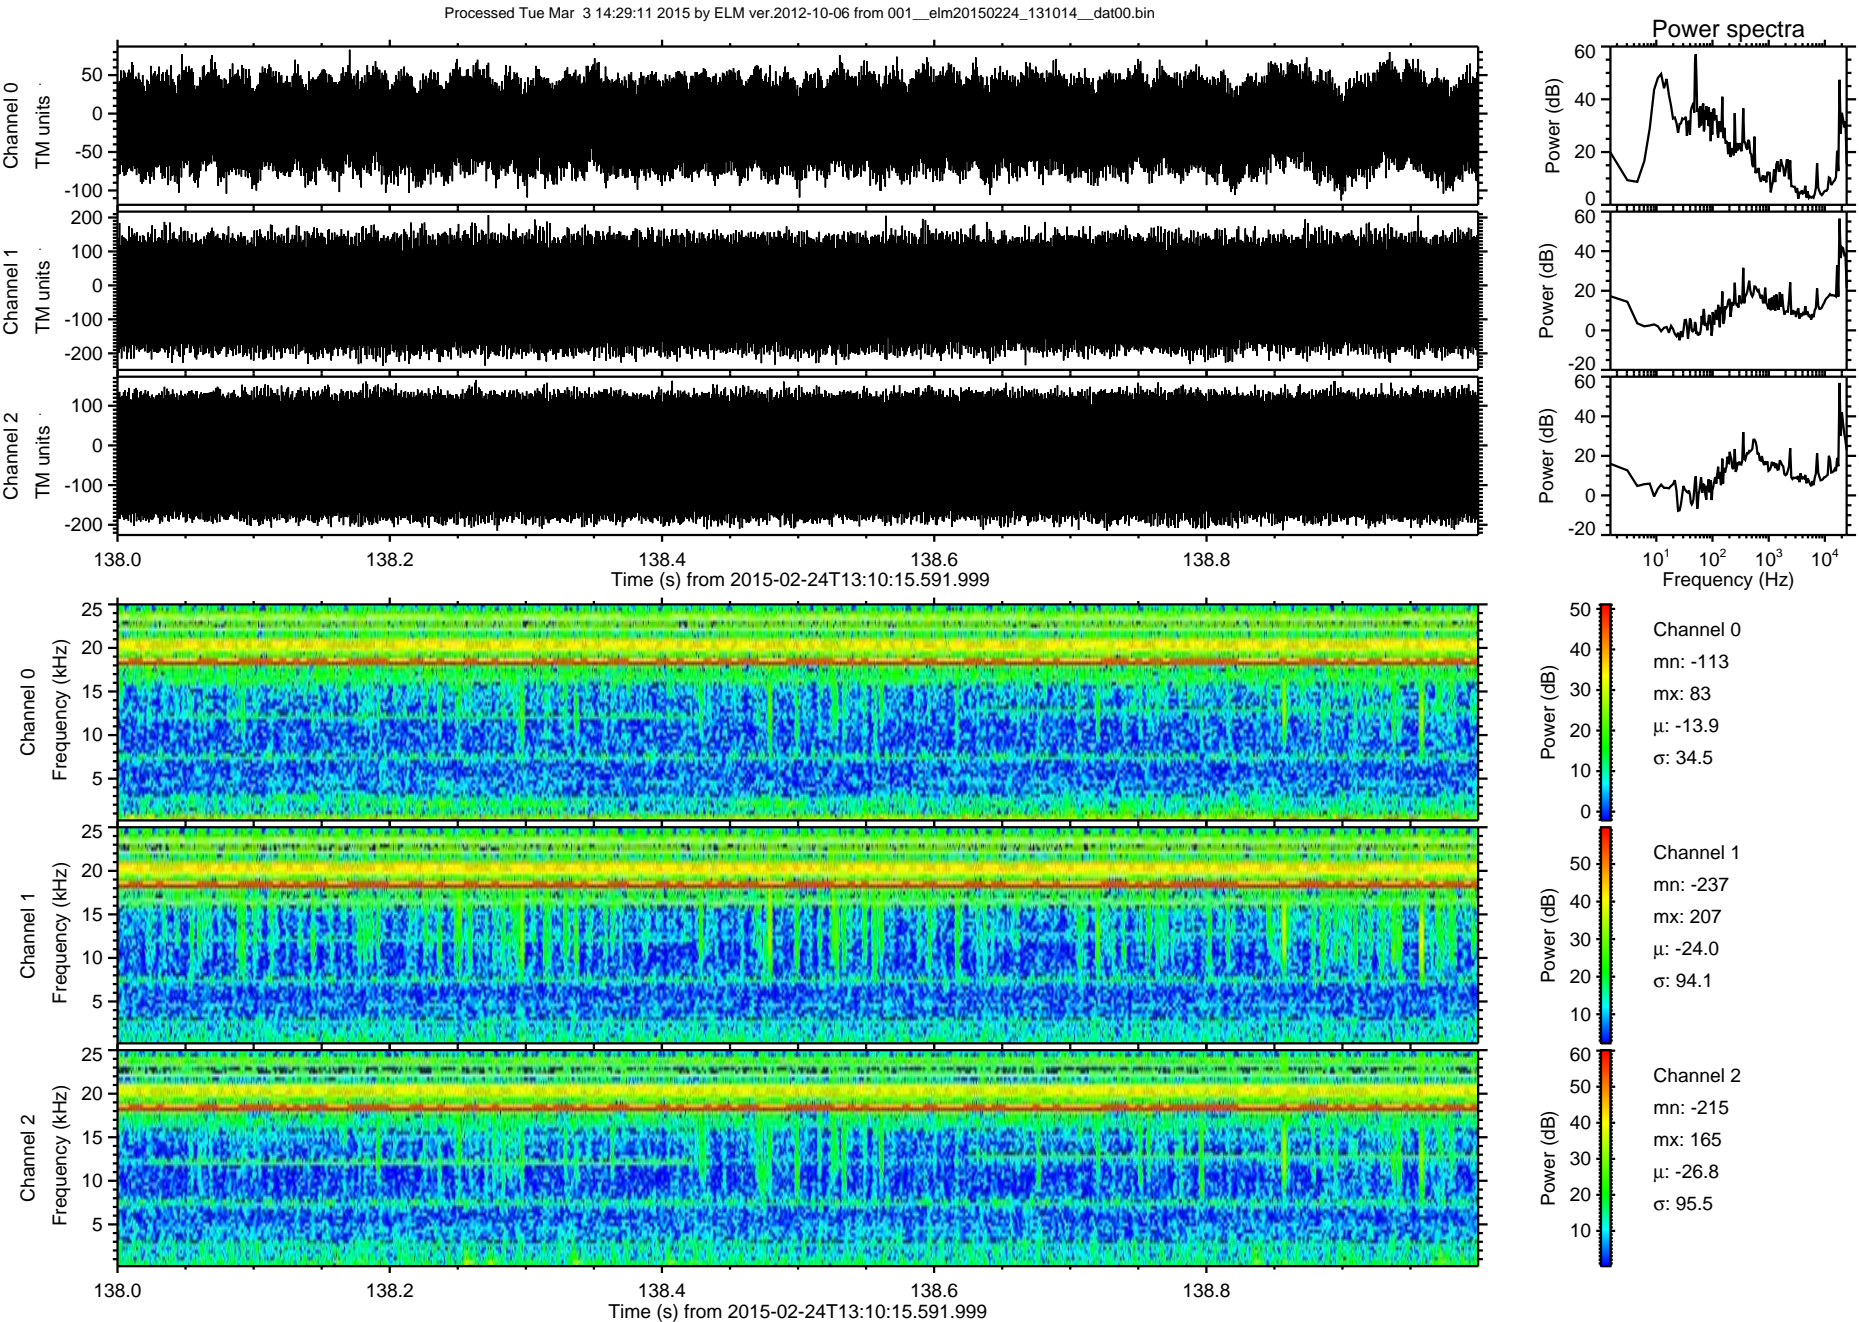 Processed Tue Mar  3 14:29:11 2015 by ELM ver.2012-10-06 from 001__elm20150224_131014__dat00.bin
Power spectra
Channel 0
TM units
50
0
-50
-100
Power (dB)
60
40
20
0
Channel 1
TM units
200
100
0
-100
-200
Power (dB)
60
40
20
0
-20
Channel 2
TM units
100
0
-100
-200
Power (dB)
60
40
20
0
-20
138.0 138.2 138.4 138.6 138.8
Time (s) from 2015-02-24T13:10:15.591.999
10^1 10^2 10^3 10^4
Frequency (Hz)
Channel 0
Frequency (kHz)
25
20
15
10
5
Power (dB)
50
40
30
20
10
0
Channel 0
mn: -113
mx: 83
μ: -13.9
σ: 34.5
Channel 1
Frequency (kHz)
25
20
15
10
5
Power (dB)
50
40
30
20
10
Channel 1
mn: -237
mx: 207
μ: -24.0
σ: 94.1
Channel 2
Frequency (kHz)
25
20
15
10
5
Power (dB)
60
50
40
30
20
10
Channel 2
mn: -215
mx: 165
μ: -26.8
σ: 95.5
138.0 138.2 138.4 138.6 138.8
Time (s) from 2015-02-24T13:10:15.591.999